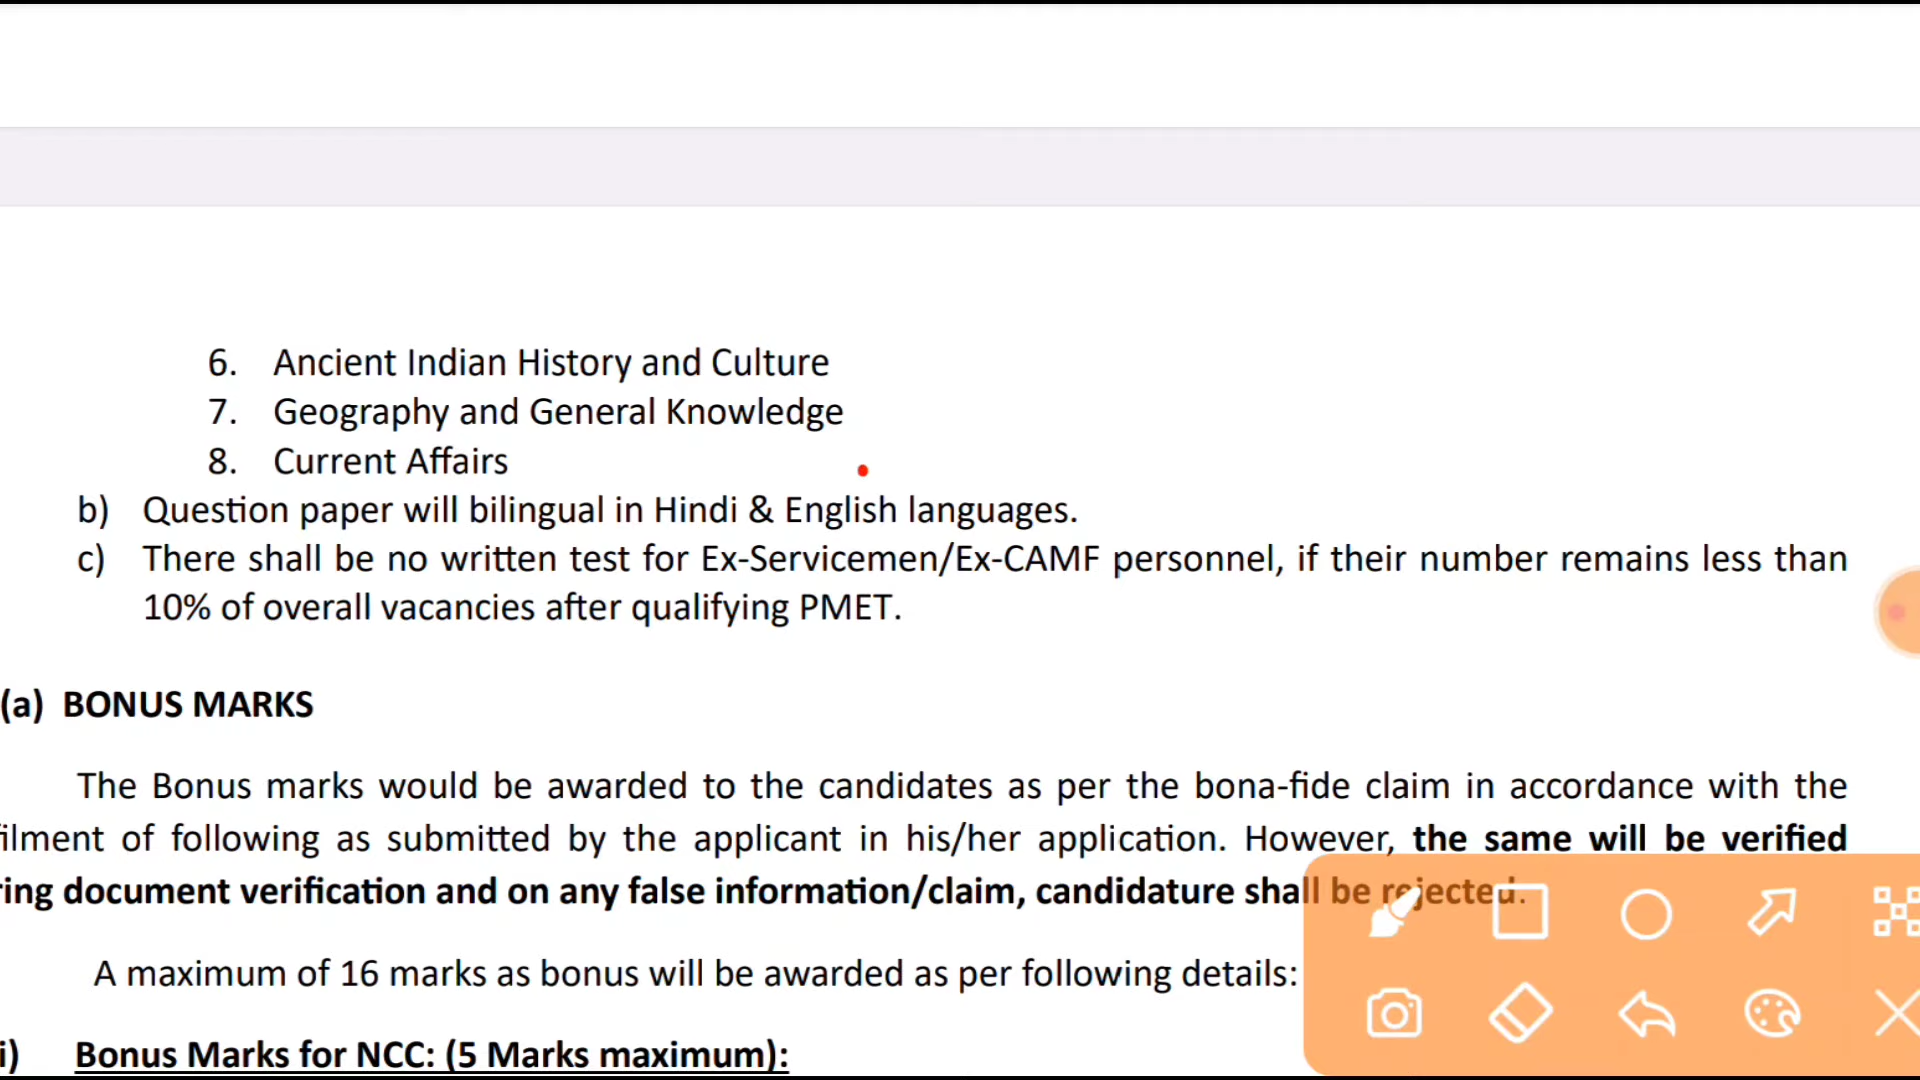 6. Ancient Indian History and Culture
7. Geography and General Knowledge
8. Current Affairs
b) Question paper will bilingual in Hindi & English languages.
c) There shall be no written test for Ex-Servicemen/Ex-CAMF personnel, if their number remains less than
10% of overall vacancies after qualifying PMET.
(a) BONUS MARKS
The Bonus marks would be awarded to the candidates as per the bona-fide claim in accordance with the
filment of following as submitted by the applicant in his/her application. However, the same will be verified
ring document verification and on any false information/claim, candidature shall be rejected.
A maximum of 16 marks as bonus will be awarded as per following details:
i) Bonus Marks for NCC: (5 Marks maximum):